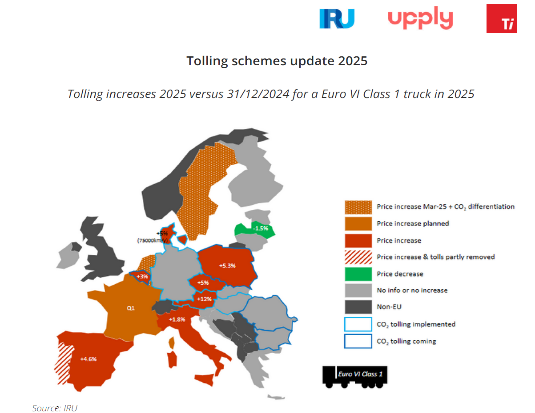 IRU
upply
Ti
Tolling schemes update 2025
Tolling increases 2025 versus 31/12/2024 for a Euro VI Class 1 truck in 2025
Price increase Mar-25 + CO₂ differentiation
Price increase planned
Price increase
Price increase & tolls partly removed
Price decrease
No info or no increase
Non-EU
CO₂ tolling implemented
CO₂ tolling coming
-1.5%
+5%
(75000km)
+5.3%
+3%
+5%
+12%
Q1
+1.8%
+4.6%
Euro VI Class 1
Source: IRU